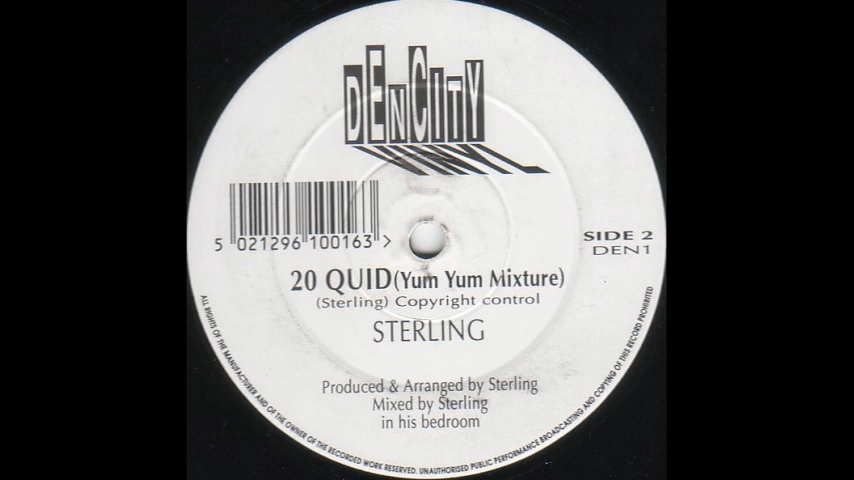 DENCITY
VINYL
5 021296 100163 >
SIDE 2
DEN1
20 QUID (Yum Yum Mixture)
(Sterling) Copyright control
STERLING
Produced & Arranged by Sterling
Mixed by Sterling
in his bedroom
ALL RIGHTS OF THE MANUFACTURER AND OF THE OWNER OF THE RECORDED WORK RESERVED. UNAUTHORISED PUBLIC PERFORMANCE BROADCASTING AND COPYING OF THIS RECORD PROHIBITED